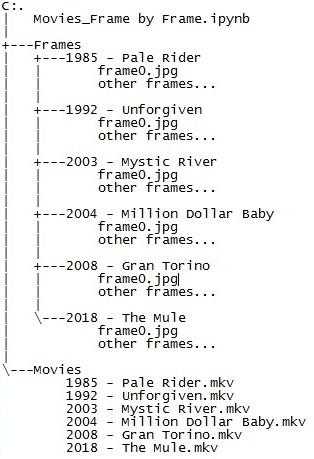 C:.
|   Movies_Frame by Frame.ipynb
|
+---Frames
|   +---1985 - Pale Rider
|   |       frame0.jpg
|   |       other frames...
|   |
|   +---1992 - Unforgiven
|   |       frame0.jpg
|   |       other frames...
|   |
|   +---2003 - Mystic River
|   |       frame0.jpg
|   |       other frames...
|   |
|   +---2004 - Million Dollar Baby
|   |       frame0.jpg
|   |       other frames...
|   |
|   +---2008 - Gran Torino
|   |       frame0.jpg
|   |       other frames...
|   |
|   \---2018 - The Mule
|           frame0.jpg
|           other frames...
|
\---Movies
        1985 - Pale Rider.mkv
        1992 - Unforgiven.mkv
        2003 - Mystic River.mkv
        2004 - Million Dollar Baby.mkv
        2008 - Gran Torino.mkv
        2018 - The Mule.mkv